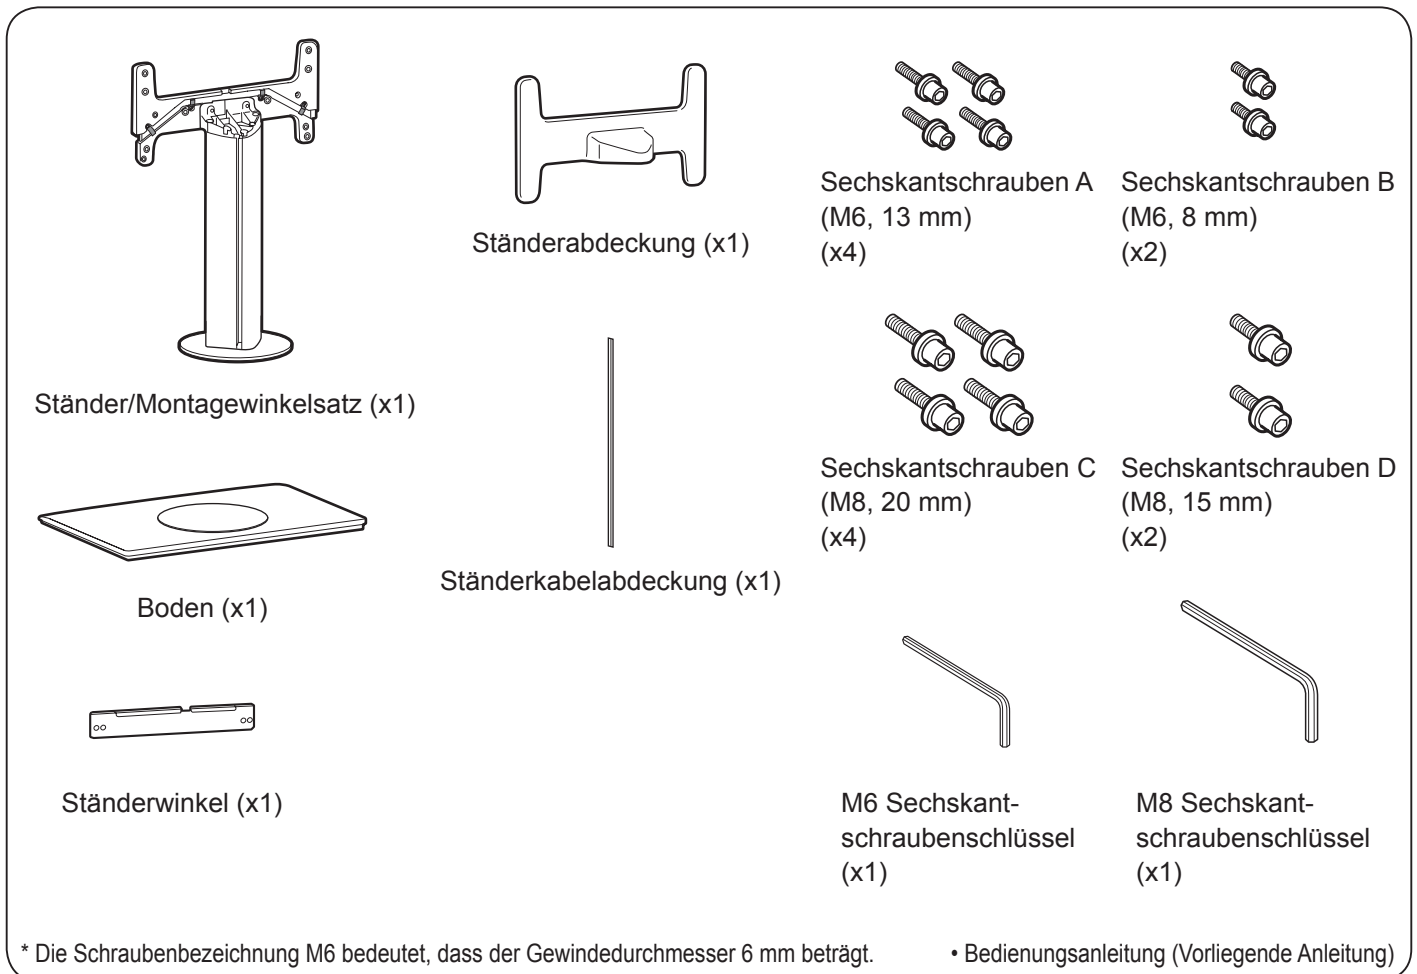 Ständer/Montagewinkelsatz (x1)
Boden (x1)
Ständerwinkel (x1)
Ständerabdeckung (x1)
Ständerkabelabdeckung (x1)
Sechskantschrauben A
(M6, 13 mm)
(x4)
Sechskantschrauben B
(M6, 8 mm)
(x2)
Sechskantschrauben C
(M8, 20 mm)
(x4)
Sechskantschrauben D
(M8, 15 mm)
(x2)
M6 Sechskant-
schraubenschlüssel
(x1)
M8 Sechskant-
schraubenschlüssel
(x1)
* Die Schraubenbezeichnung M6 bedeutet, dass der Gewindedurchmesser 6 mm beträgt.
• Bedienungsanleitung (Vorliegende Anleitung)